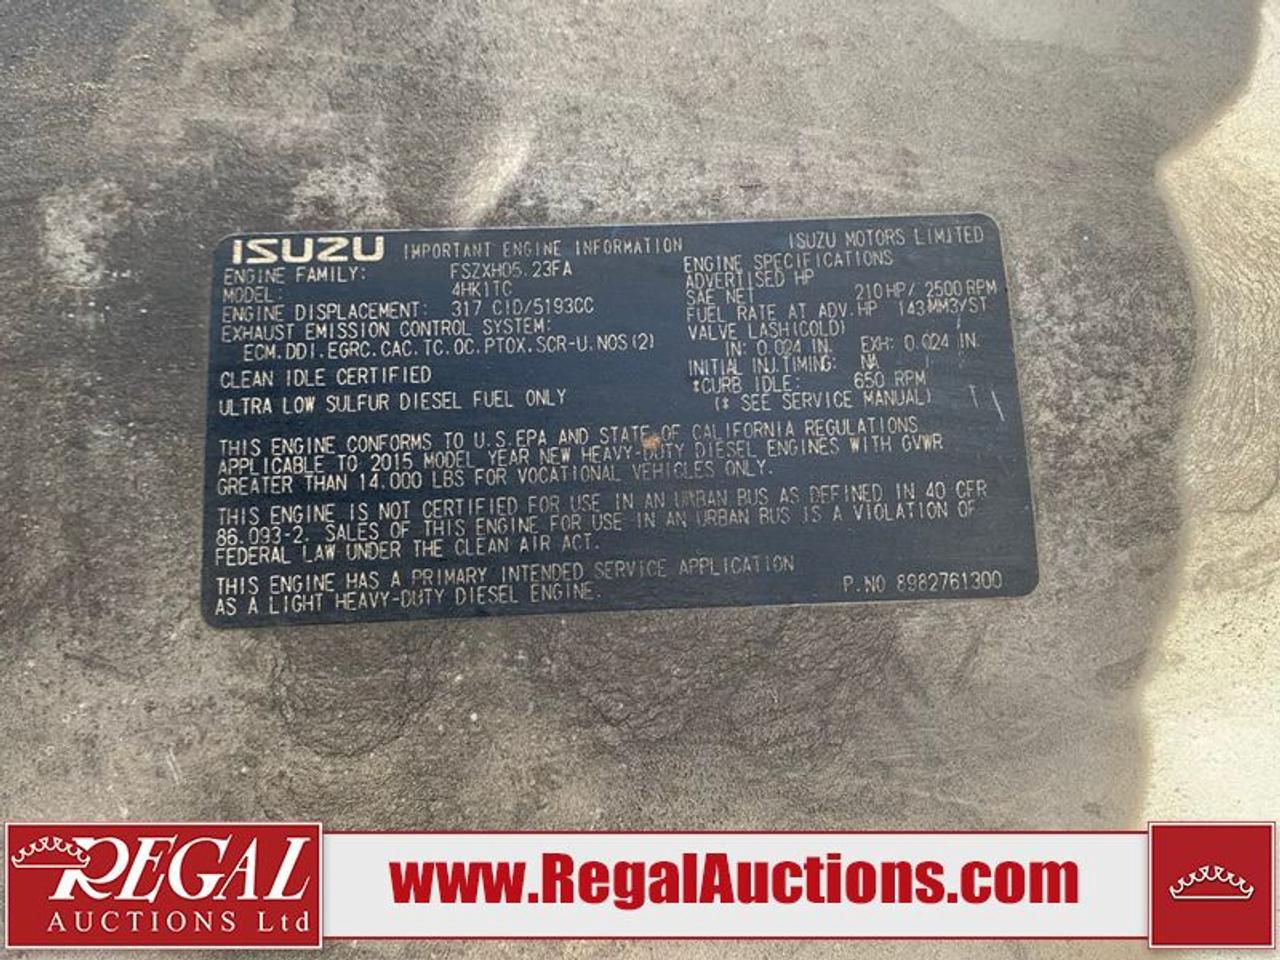 ISUZU IMPORTANT ENGINE INFORMATION ISUZU MOTORS LIMITED
ENGINE FAMILY: FSZXH05.23FA
MODEL: 4HK1TC
ENGINE DISPLACEMENT: 317 CID/5193CC
EXHAUST EMISSION CONTROL SYSTEM:
ECM.DDI.EGRC.CAC.TC.OC.PTOX.SCR-U.NOS(2)
CLEAN IDLE CERTIFIED
ULTRA LOW SULFUR DIESEL FUEL ONLY
ENGINE SPECIFICATIONS
ADVERTISED HP
SAE NET 210HP/2500RPM
FUEL RATE AT ADV.HP 143MM3/ST
VALVE LASH(COLD)
IN: 0.024 IN. EXH: 0.024 IN.
INITIAL INJ.TIMING: NA
*CURB IDLE: 650 RPM
(* SEE SERVICE MANUAL)
THIS ENGINE CONFORMS TO U.S.EPA AND STATE OF CALIFORNIA REGULATIONS
APPLICABLE TO 2015 MODEL YEAR NEW HEAVY-DUTY DIESEL ENGINES WITH GVWR
GREATER THAN 14.000 LBS FOR VOCATIONAL VEHICLES ONLY.
THIS ENGINE IS NOT CERTIFIED FOR USE IN AN URBAN BUS AS DEFINED IN 40 CFR
86.093-2. SALES OF THIS ENGINE FOR USE IN AN URBAN BUS IS A VIOLATION OF
FEDERAL LAW UNDER THE CLEAN AIR ACT.
THIS ENGINE HAS A PRIMARY INTENDED SERVICE APPLICATION
AS A LIGHT HEAVY-DUTY DIESEL ENGINE.
P.NO 8982761300
REGAL
AUCTIONS Ltd
www.RegalAuctions.com